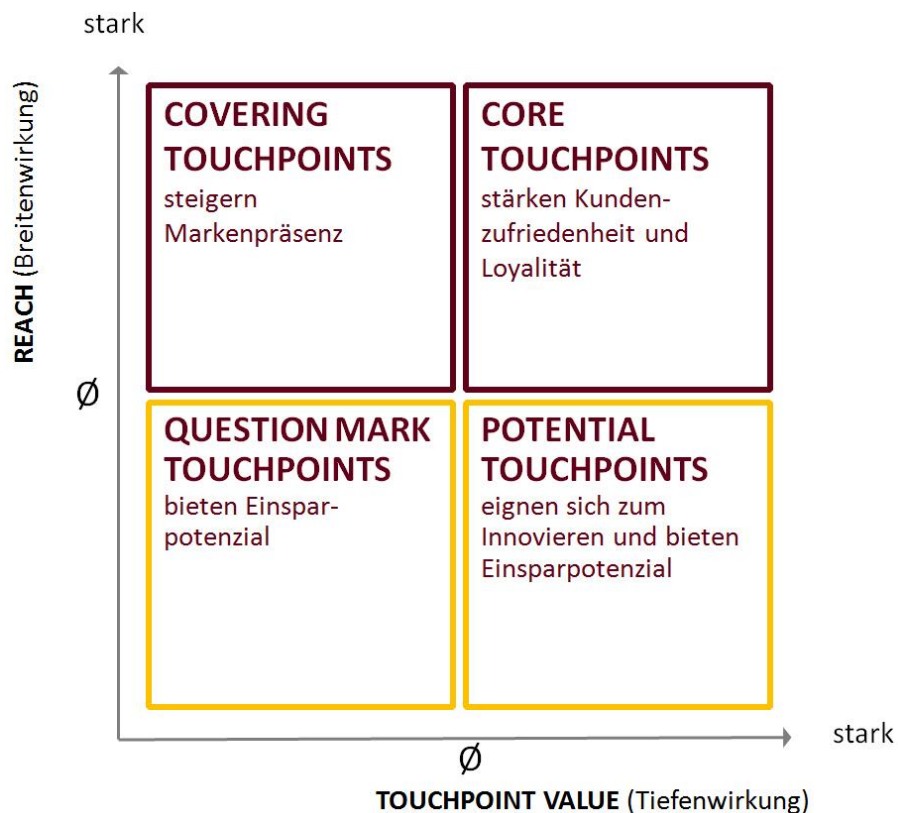 stark
REACH (Breitenwirkung)
Ø
COVERING
TOUCHPOINTS
steigern
Markenpräsenz
CORE
TOUCHPOINTS
stärken Kunden-
zufriedenheit und
Loyalität
QUESTION MARK
TOUCHPOINTS
bieten Einspar-
potenzial
POTENTIAL
TOUCHPOINTS
eignen sich zum
Innovieren und bieten
Einsparpotenzial
stark
Ø
TOUCHPOINT VALUE (Tiefenwirkung)